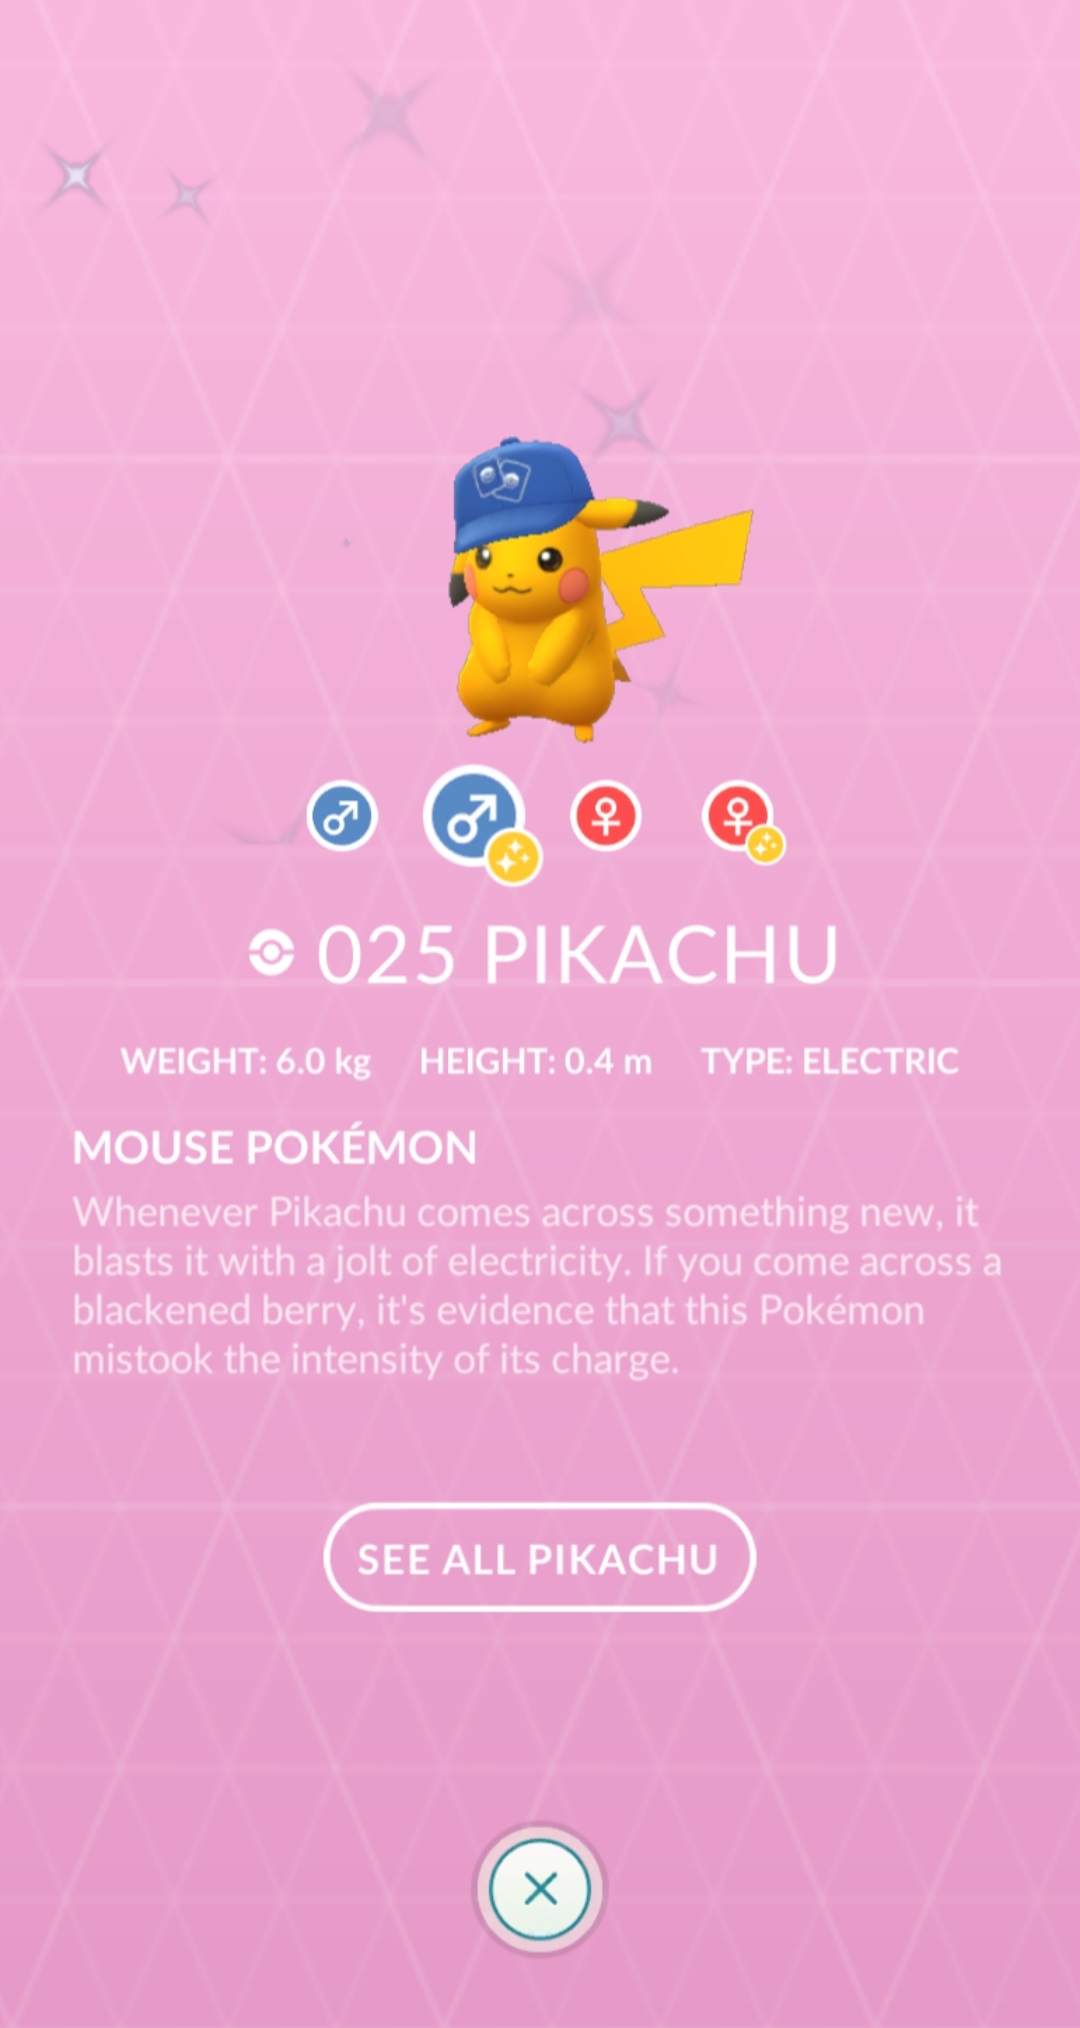 025 PIKACHU
WEIGHT: 6.0 kg HEIGHT: 0.4 m TYPE: ELECTRIC
MOUSE POKÉMON
Whenever Pikachu comes across something new, it
blasts it with a jolt of electricity. If you come across a
blackened berry, it's evidence that this Pokémon
mistook the intensity of its charge.
SEE ALL PIKACHU